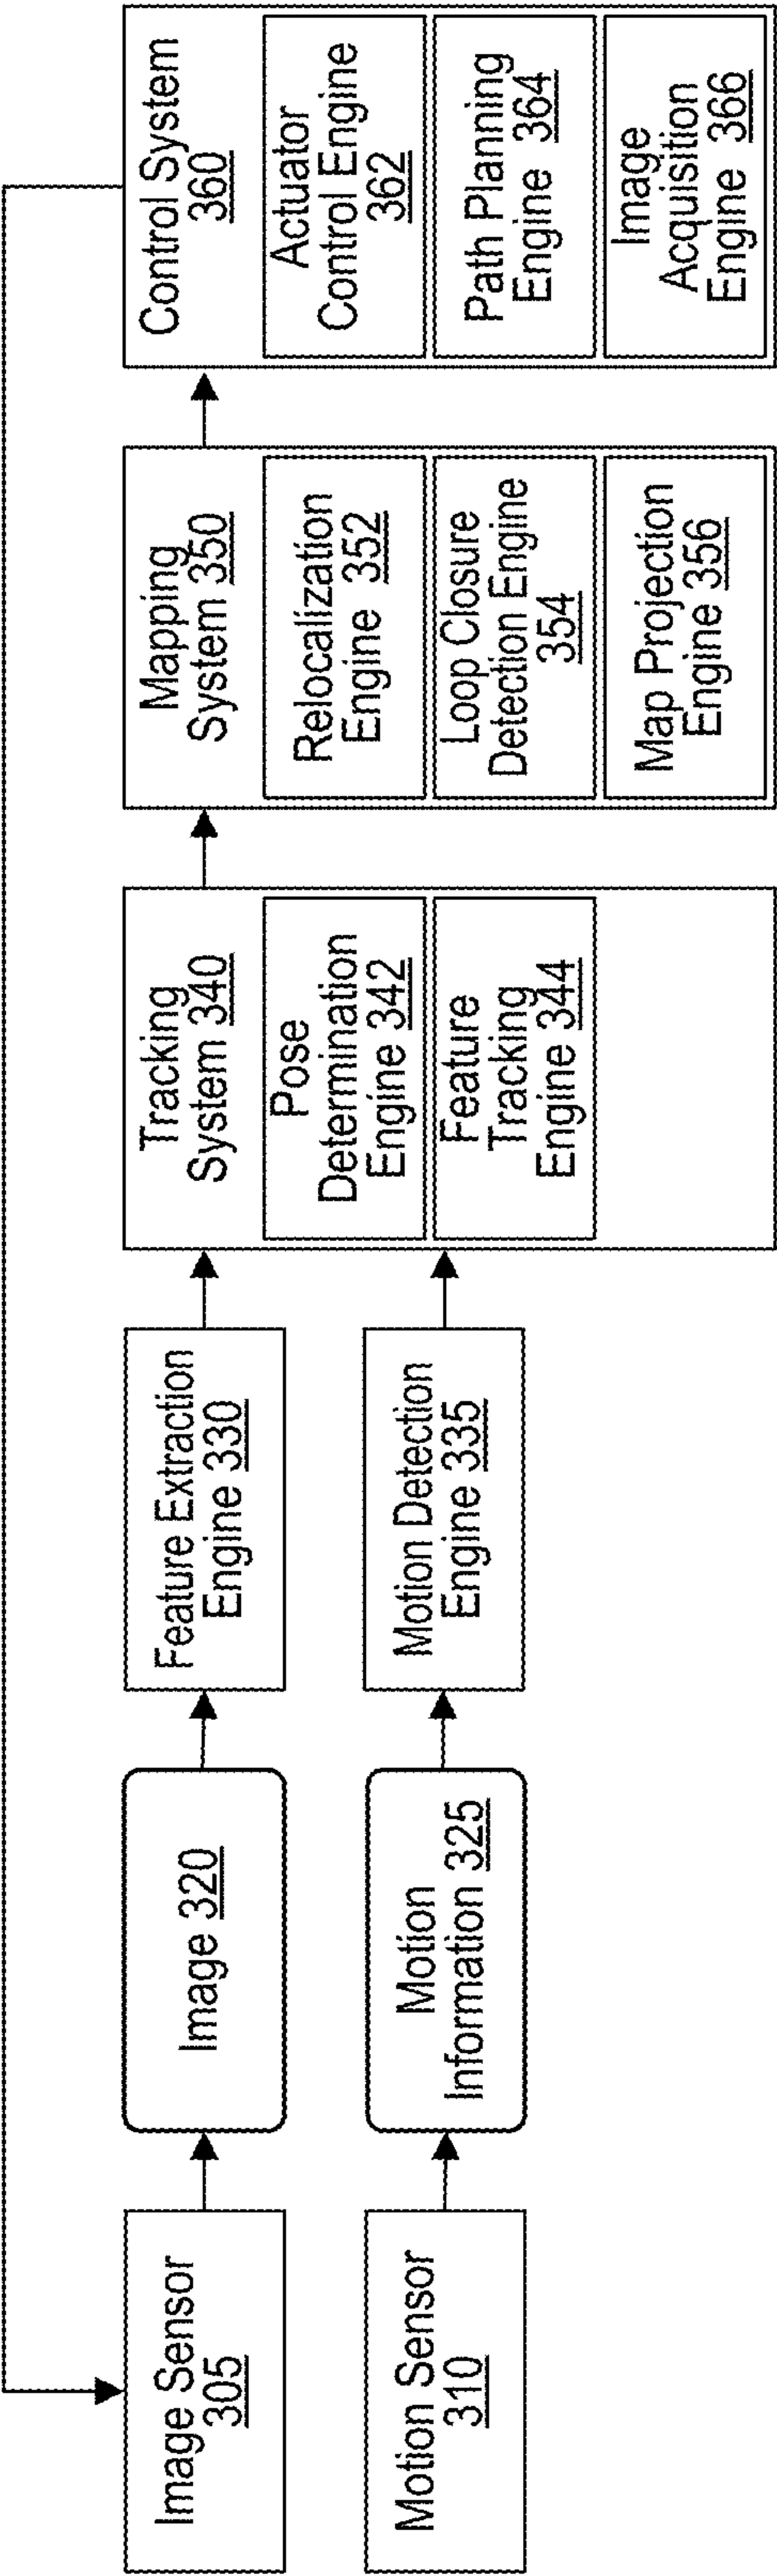 Image Sensor
305
Image 320
Feature Extraction
Engine 330
Tracking
System 340
Pose
Determination
Engine 342
Feature
Tracking
Engine 344
Mapping
System 350
Relocalization
Engine 352
Loop Closure
Detection Engine
354
Map Projection
Engine 356
Control System
360
Actuator
Control Engine
362
Path Planning
Engine 364
Image
Acquisition
Engine 366
Motion Sensor
310
Motion
Information 325
Motion Detection
Engine 335